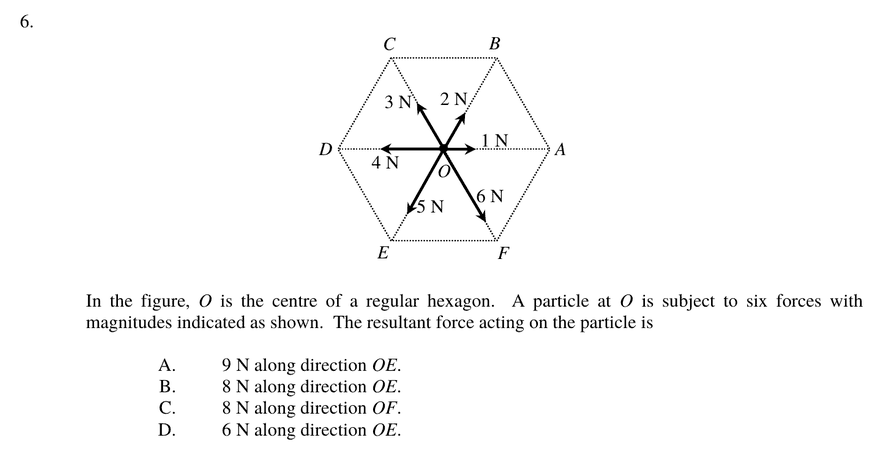 6.
C
B
3 N
2 N
1 N
D
A
4 N
O
6 N
5 N
E
F
In the figure, O is the centre of a regular hexagon. A particle at O is subject to six forces with
magnitudes indicated as shown. The resultant force acting on the particle is
A. 9 N along direction OE.
B. 8 N along direction OE.
C. 8 N along direction OF.
D. 6 N along direction OE.